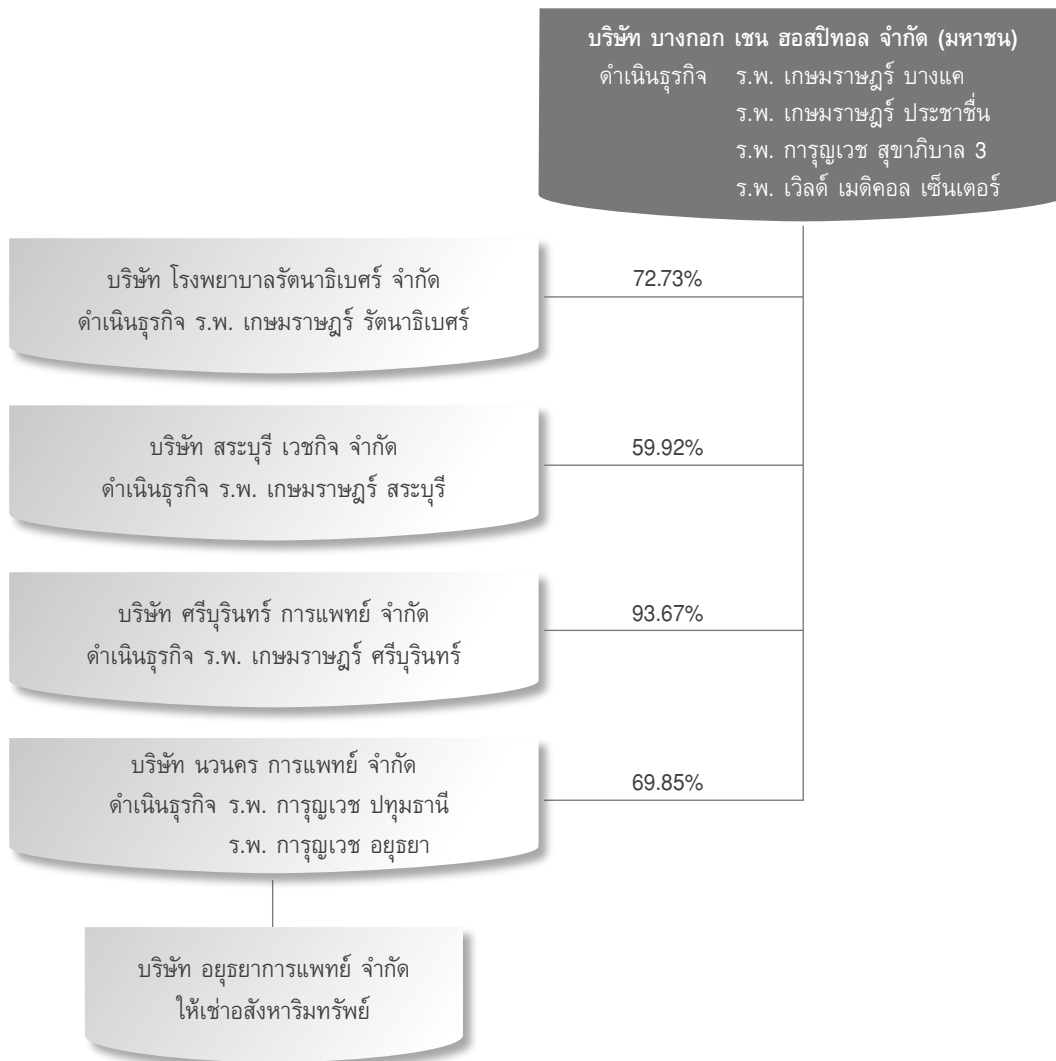 บริษัท บางกอก เชน ฮอสปิทอล จำกัด (มหาชน)
ดำเนินธุรกิจ ร.พ. เกษมราษฎร์ บางแค
ร.พ. เกษมราษฎร์ ประชาชื่น
ร.พ. การุญเวช สุขาภิบาล 3
ร.พ. เวิลด์ เมดิคอล เซ็นเตอร์
บริษัท โรงพยาบาลรัตนาธิเบศร์ จำกัด
ดำเนินธุรกิจ ร.พ. เกษมราษฎร์ รัตนาธิเบศร์
72.73%
บริษัท สระบุรี เวชกิจ จำกัด
ดำเนินธุรกิจ ร.พ. เกษมราษฎร์ สระบุรี
59.92%
บริษัท ศรีบุรินทร์ การแพทย์ จำกัด
ดำเนินธุรกิจ ร.พ. เกษมราษฎร์ ศรีบุรินทร์
93.67%
บริษัท นวนคร การแพทย์ จำกัด
ดำเนินธุรกิจ ร.พ. การุญเวช ปทุมธานี
ร.พ. การุญเวช อยุธยา
69.85%
บริษัท อยุธยาการแพทย์ จำกัด
ให้เช่าอสังหาริมทรัพย์